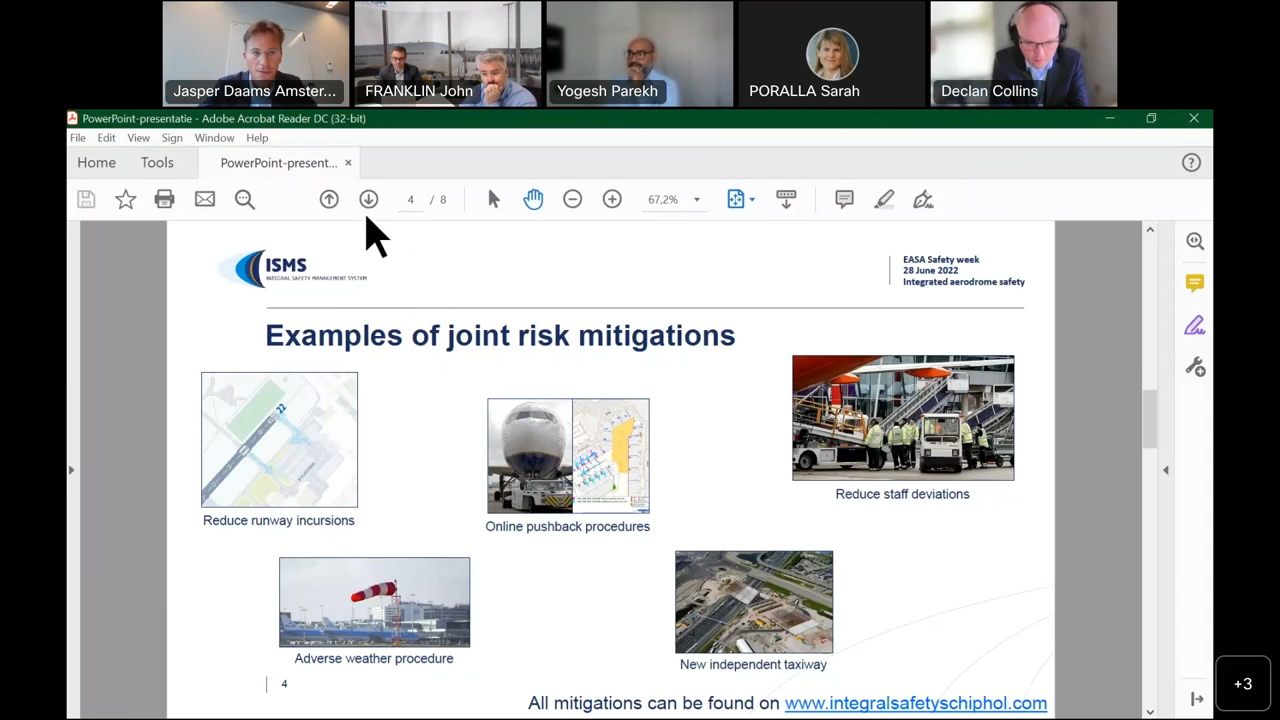 Jasper Daams Amster...
FRANKLIN John
Yogesh Parekh
PORALLA Sarah
Declan Collins
PowerPoint-presentatie - Adobe Acrobat Reader DC (32-bit)
File Edit View Sign Window Help
Home Tools PowerPoint-present... ×
4 / 8 67,2%
ISMS
INTEGRAL SAFETY MANAGEMENT SYSTEM
EASA Safety week
28 June 2022
Integrated aerodrome safety
Examples of joint risk mitigations
22
Reduce runway incursions
Online pushback procedures
Reduce staff deviations
Adverse weather procedure
New independent taxiway
4
All mitigations can be found on www.integralsafetyschiphol.com
+3